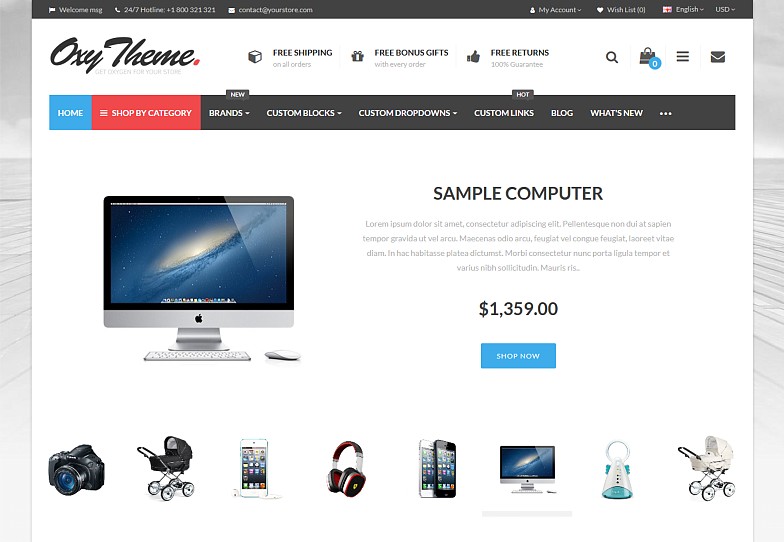 Welcome msg
24/7 Hotline: +1 800 321 321
contact@yourstore.com
My Account
Wish List (0)
English
USD
Oxy Theme.
GET OXYGEN FOR YOUR STORE
FREE SHIPPING
on all orders
FREE BONUS GIFTS
with every order
FREE RETURNS
100% Guarantee
0
NEW
HOT
HOME
SHOP BY CATEGORY
BRANDS
CUSTOM BLOCKS
CUSTOM DROPDOWNS
CUSTOM LINKS
BLOG
WHAT'S NEW
SAMPLE COMPUTER
Lorem ipsum dolor sit amet, consectetur adipiscing elit. Pellentesque non dui at sapien
tempor gravida ut vel arcu. Maecenas odio arcu, feugiat vel congue feugiat, laoreet vitae
diam. In hac habitasse platea dictumst. Morbi consectetur nunc porta ligula tempor et
varius nibh sollicitudin. Mauris ris..
$1,359.00
SHOP NOW